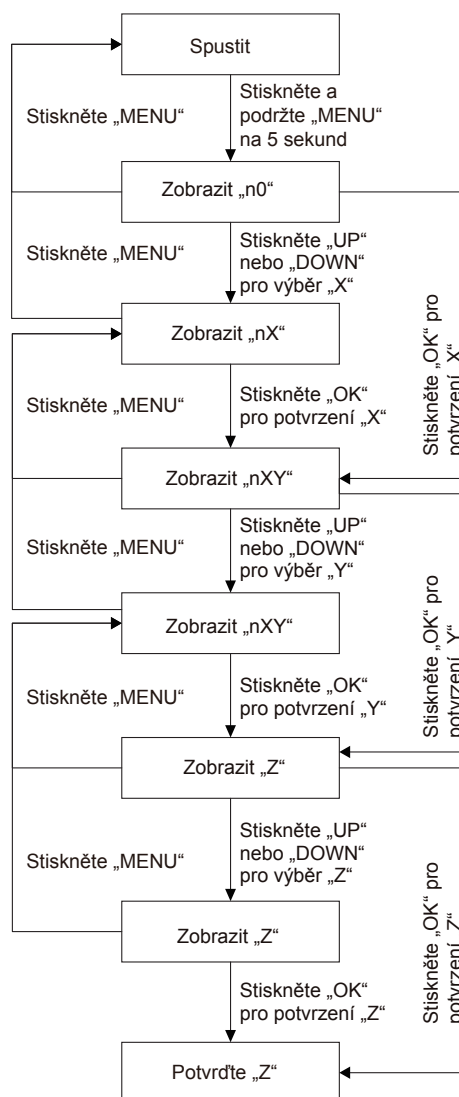 Spustit
Stiskněte „MENU“
Stiskněte a
podržte „MENU“
na 5 sekund
Zobrazit „n0“
Stiskněte „MENU“
Stiskněte „UP“
nebo „DOWN“
pro výběr „X“
Stiskněte „OK“ pro
potvrzení „X“
Zobrazit „nX“
Stiskněte „MENU“
Stiskněte „OK“
pro potvrzení „X“
Zobrazit „nXY“
Stiskněte „MENU“
Stiskněte „UP“
nebo „DOWN“
pro výběr „Y“
Stiskněte „OK“ pro
potvrzení „Y“
Zobrazit „nXY“
Stiskněte „MENU“
Stiskněte „OK“
pro potvrzení „Y“
Zobrazit „Z“
Stiskněte „MENU“
Stiskněte „UP“
nebo „DOWN“
pro výběr „Z“
Stiskněte „OK“ pro
potvrzení „Z“
Zobrazit „Z“
Stiskněte „OK“
pro potvrzení „Z“
Potvrďte „Z“